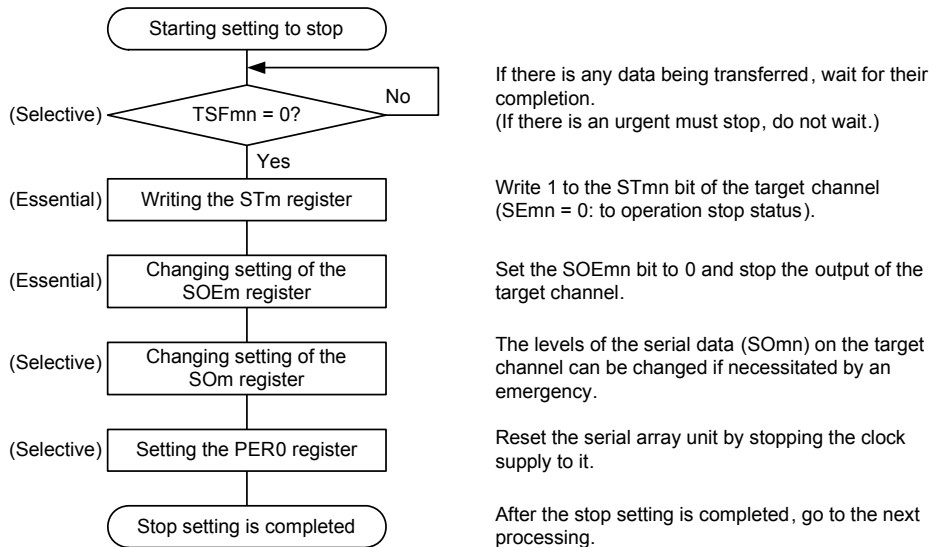 Starting setting to stop
If there is any data being transferred, wait for their
completion.
(If there is an urgent must stop, do not wait.)
(Selective)
TSFmn = 0?
No
Yes
(Essential)
Writing the STm register
Write 1 to the STmn bit of the target channel
(SEmn = 0: to operation stop status).
(Essential)
Changing setting of the
SOEm register
Set the SOEmn bit to 0 and stop the output of the
target channel.
(Selective)
Changing setting of the
SOm register
The levels of the serial data (SOmn) on the target
channel can be changed if necessitated by an
emergency.
(Selective)
Setting the PER0 register
Reset the serial array unit by stopping the clock
supply to it.
Stop setting is completed
After the stop setting is completed, go to the next
processing.